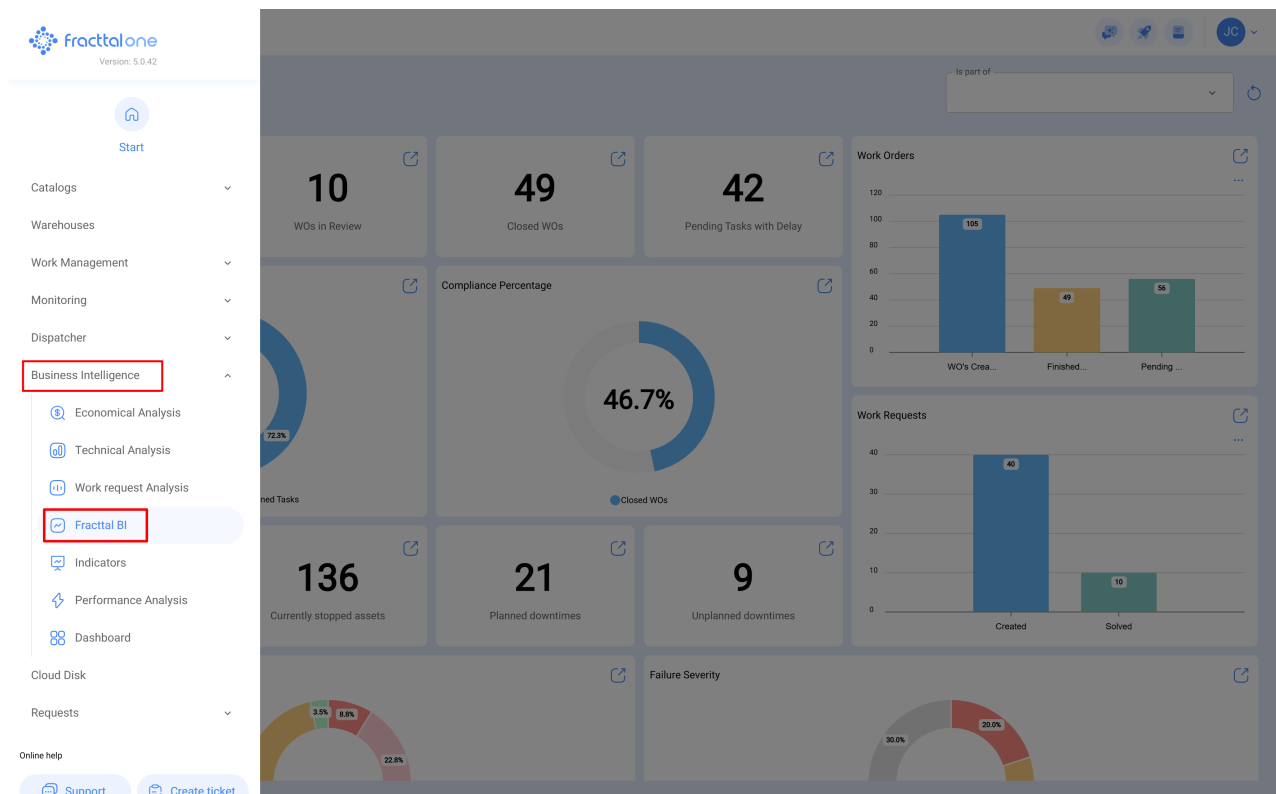 fracttal one
Version: 5.0.42
Start
Catalogs
Warehouses
Work Management
Monitoring
Dispatcher
Business Intelligence
Economical Analysis
Technical Analysis
Work request Analysis
Fracttal BI
Indicators
Performance Analysis
Dashboard
Cloud Disk
Requests
Online help
Support
Create ticket
JC
Is part of
10
WOs in Review
49
Closed WOs
42
Pending Tasks with Delay
Work Orders
...
120
100
80
60
40
20
0
105
49
56
WO's Crea...
Finished...
Pending ...
72.3%
ned Tasks
Compliance Percentage
46.7%
Closed WOs
Work Requests
...
40
30
20
10
0
40
10
Created
Solved
136
Currently stopped assets
21
Planned downtimes
9
Unplanned downtimes
3.5%
8.8%
22.8%
Failure Severity
30.0%
20.0%